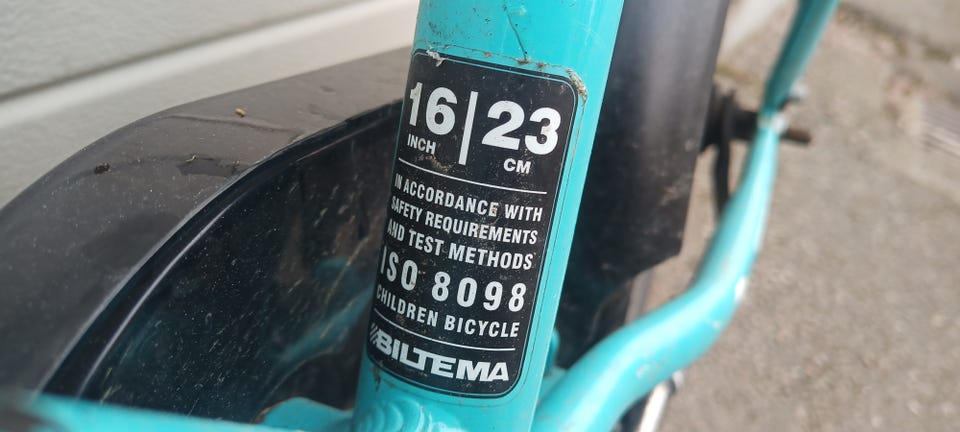 16 | 23
INCH CM
IN ACCORDANCE WITH
SAFETY REQUIREMENTS
AND TEST METHODS
ISO 8098
CHILDREN BICYCLE
BILTEMA